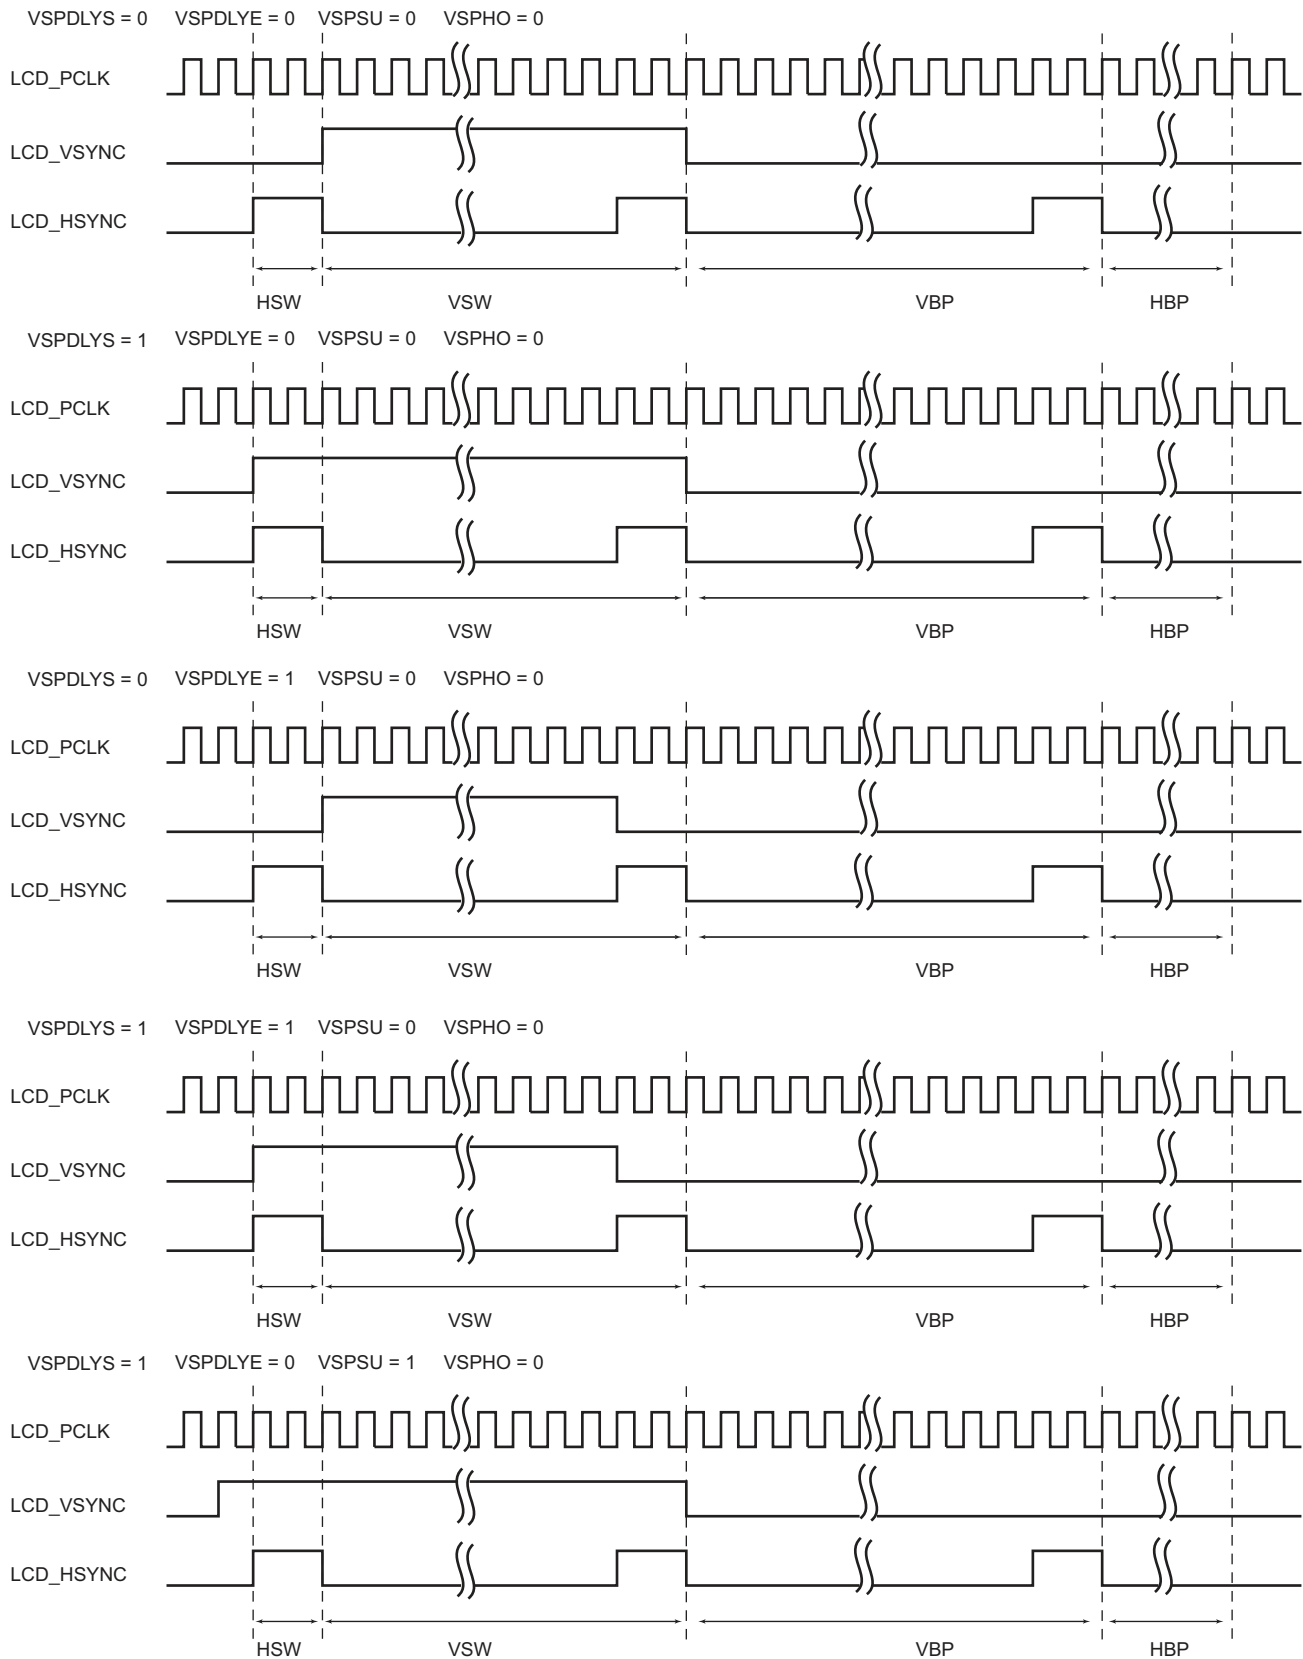 VSPDLYS = 0 VSPDLYE = 0 VSPSU = 0 VSPHO = 0
LCD_PCLK
LCD_VSYNC
LCD_HSYNC
HSW VSW VBP HBP
VSPDLYS = 1 VSPDLYE = 0 VSPSU = 0 VSPHO = 0
LCD_PCLK
LCD_VSYNC
LCD_HSYNC
HSW VSW VBP HBP
VSPDLYS = 0 VSPDLYE = 1 VSPSU = 0 VSPHO = 0
LCD_PCLK
LCD_VSYNC
LCD_HSYNC
HSW VSW VBP HBP
VSPDLYS = 1 VSPDLYE = 1 VSPSU = 0 VSPHO = 0
LCD_PCLK
LCD_VSYNC
LCD_HSYNC
HSW VSW VBP HBP
VSPDLYS = 1 VSPDLYE = 0 VSPSU = 1 VSPHO = 0
LCD_PCLK
LCD_VSYNC
LCD_HSYNC
HSW VSW VBP HBP